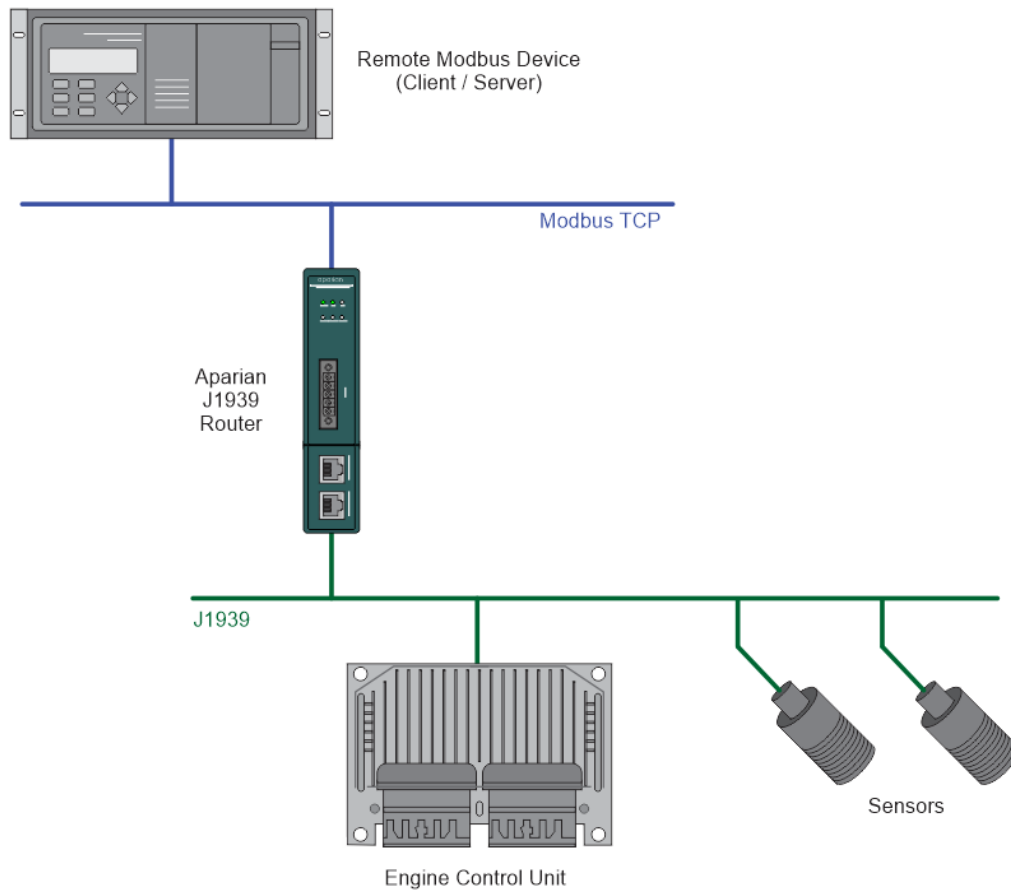 Remote Modbus Device
(Client / Server)
Modbus TCP
Aparian
J1939
Router
J1939
Sensors
Engine Control Unit